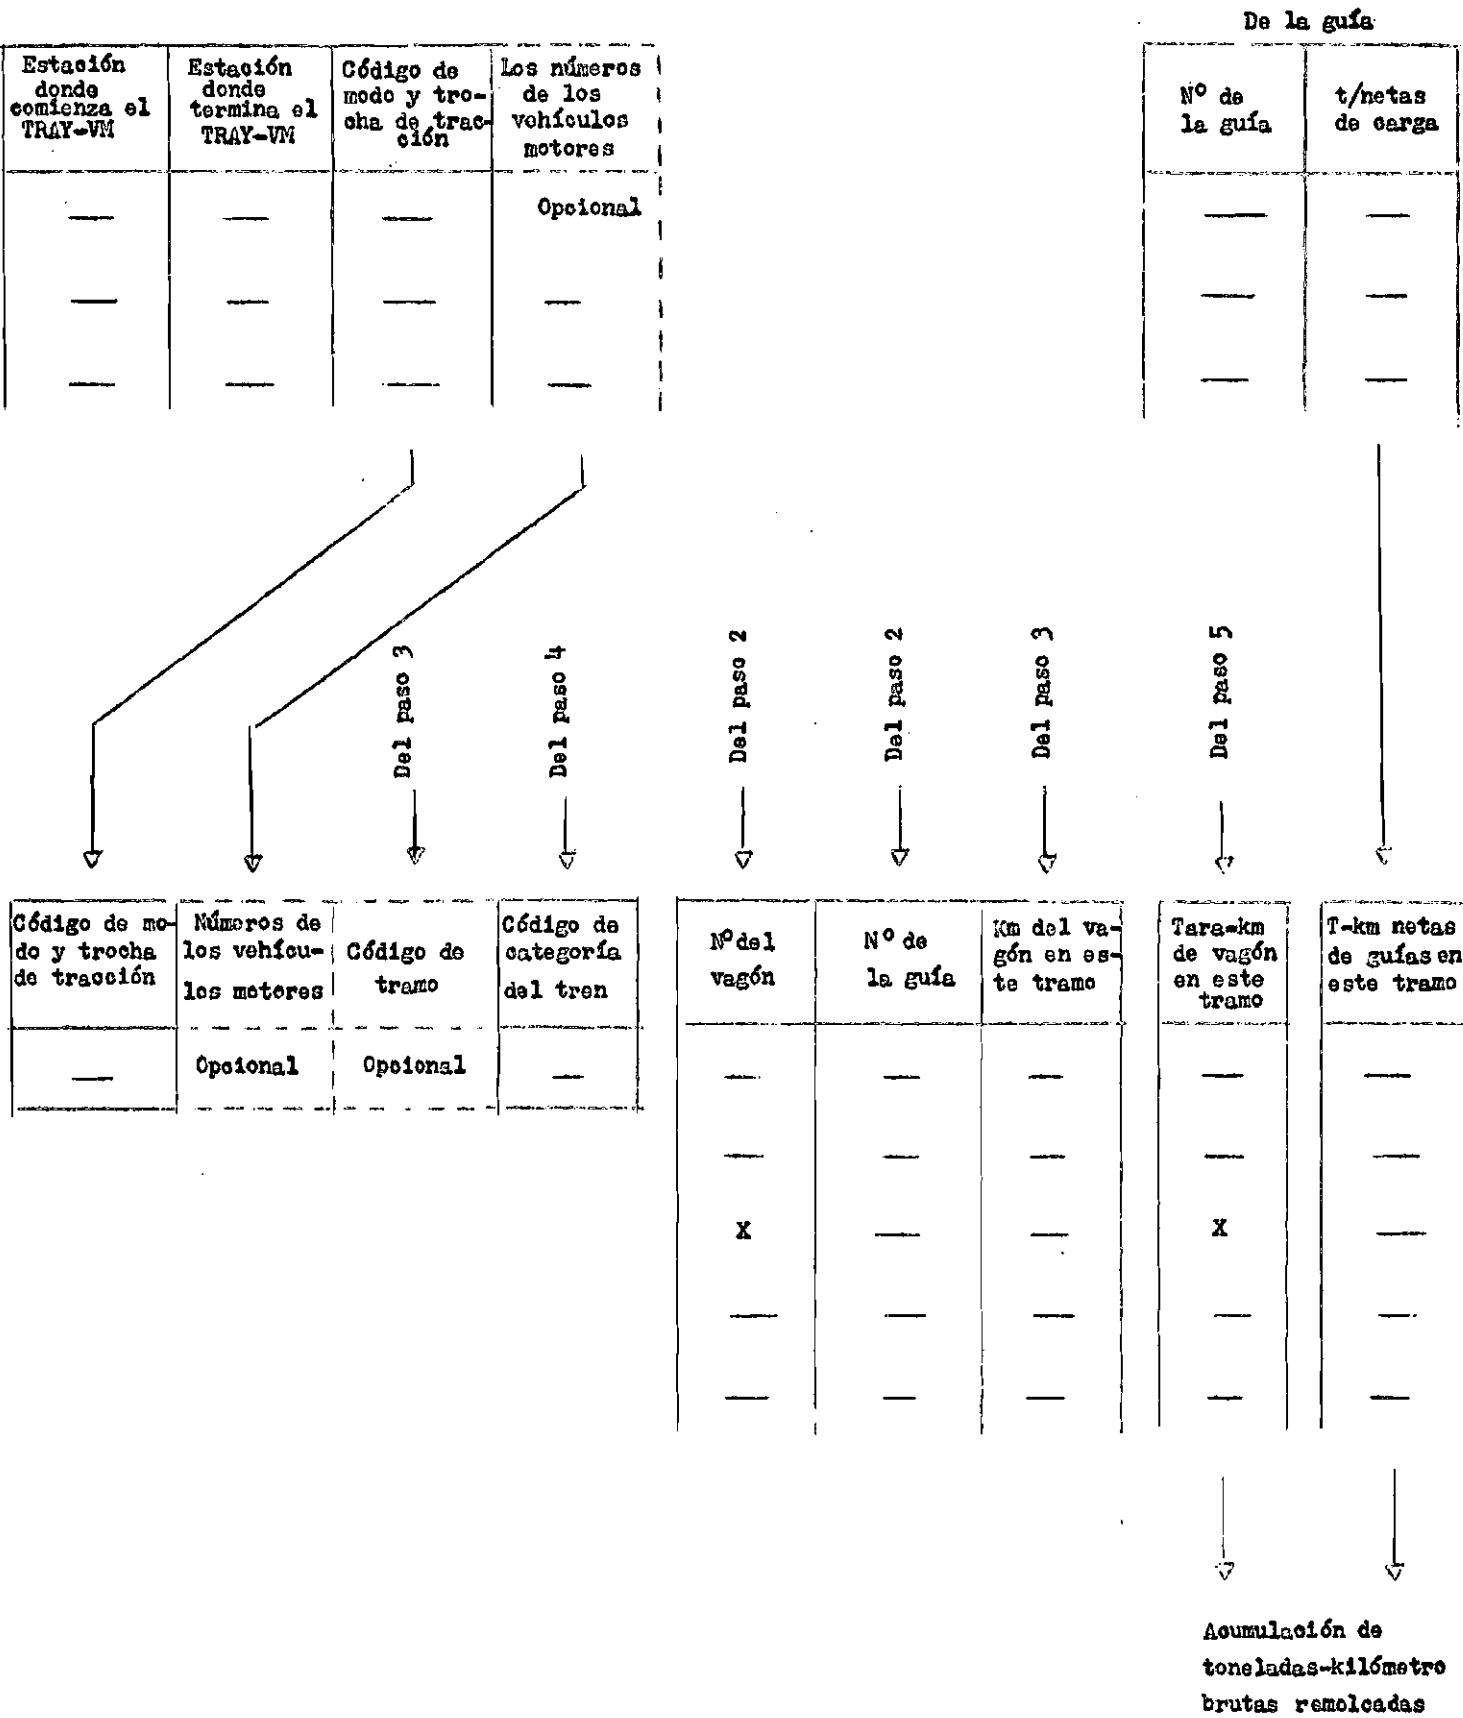 De la guía
Estación
donde
comienza el
TRAY-VM
Estación
donde
termina el
TRAY-VM
Código de
modo y tro-
cha de trac-
ción
Los números
de los
vehículos
motores
Opcional
Nº de
la guía
t/netas
de carga
Del paso 3
Del paso 4
Del paso 2
Del paso 2
Del paso 3
Del paso 5
Código de mo-
do y trocha
de tracción
Números de
los vehícu-
los motores
Código de
tramo
Código de
categoría
del tren
Opcional
Opcional
Nº del
vagón
Nº de
la guía
Km del va-
gón en es-
te tramo
Tara-km
de vagón
en este
tramo
T-km netas
de guías en
este tramo
X
X
Acumulación de
toneladas-kilómetro
brutas remolcadas